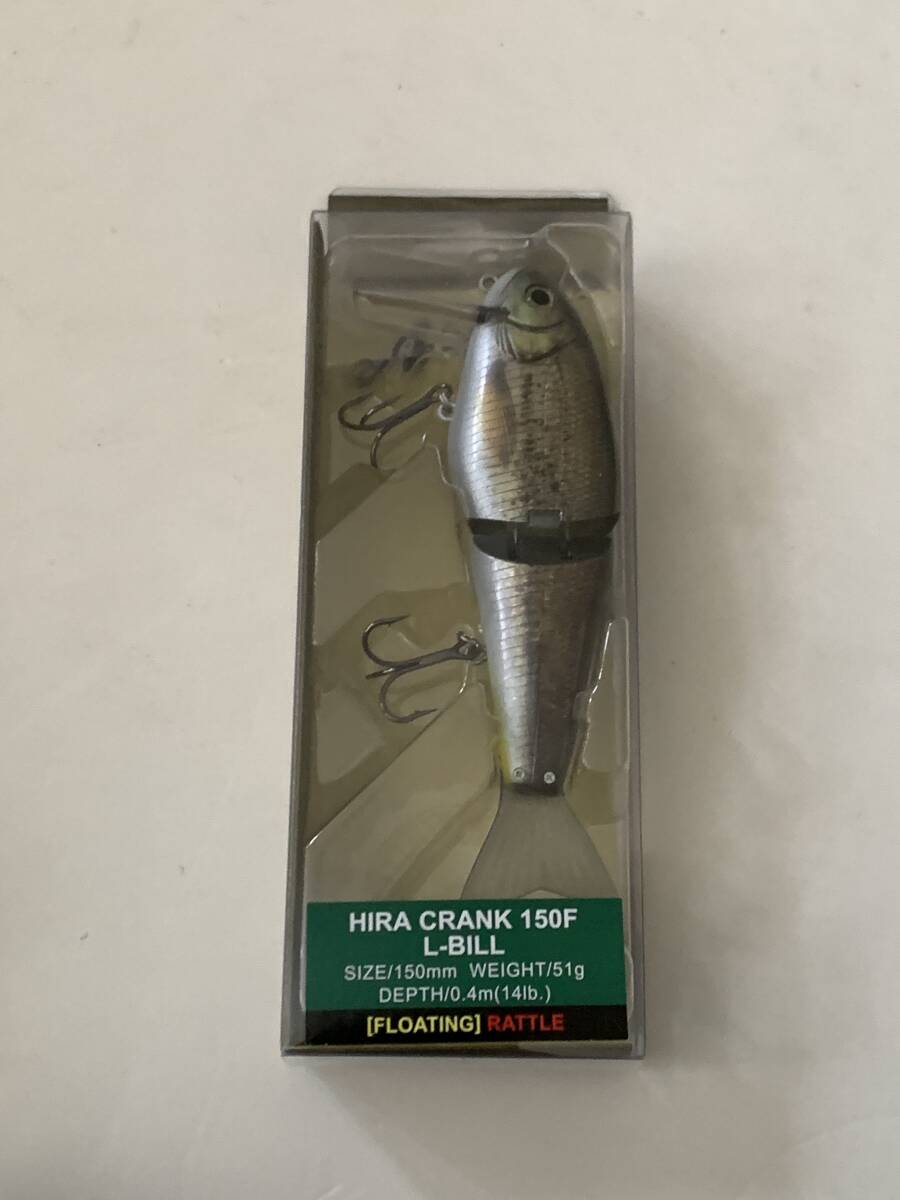 HIRA CRANK 150F
L-BILL
SIZE/150mm WEIGHT/51g
DEPTH/0.4m(14lb.)
[FLOATING] RATTLE